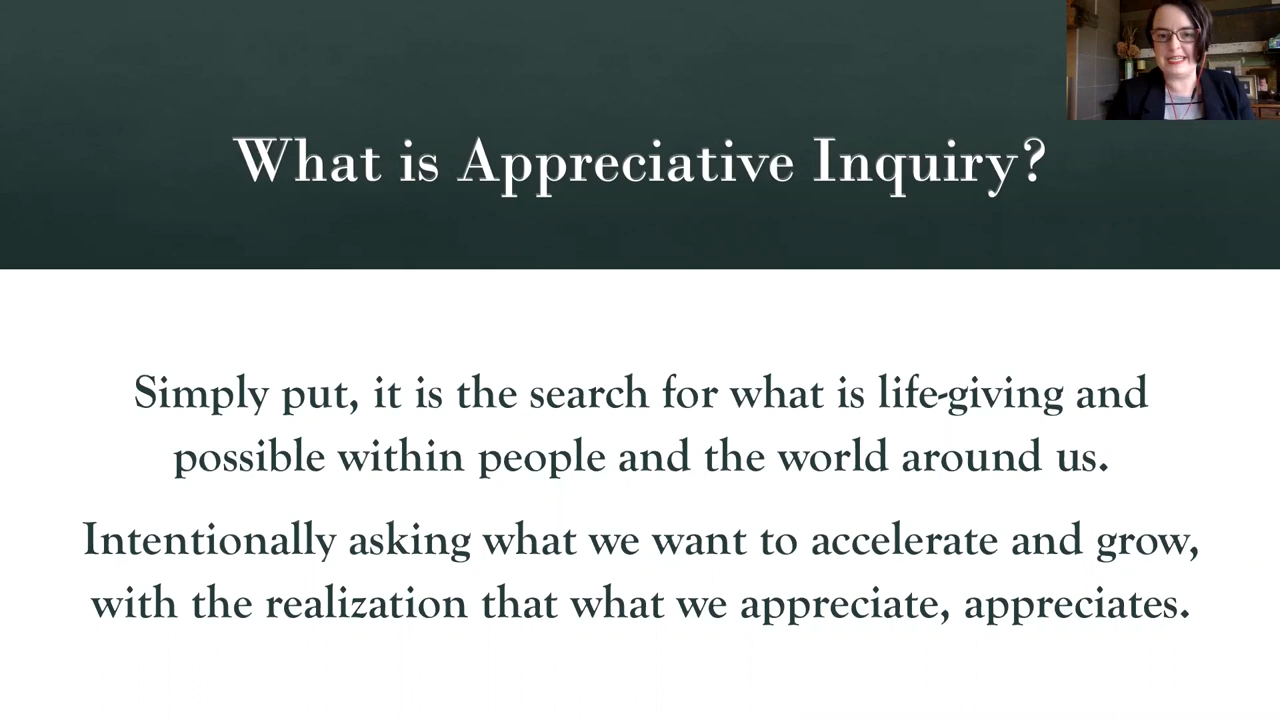 What is Appreciative Inquiry?
Simply put, it is the search for what is life-giving and
possible within people and the world around us.
Intentionally asking what we want to accelerate and grow,
with the realization that what we appreciate, appreciates.